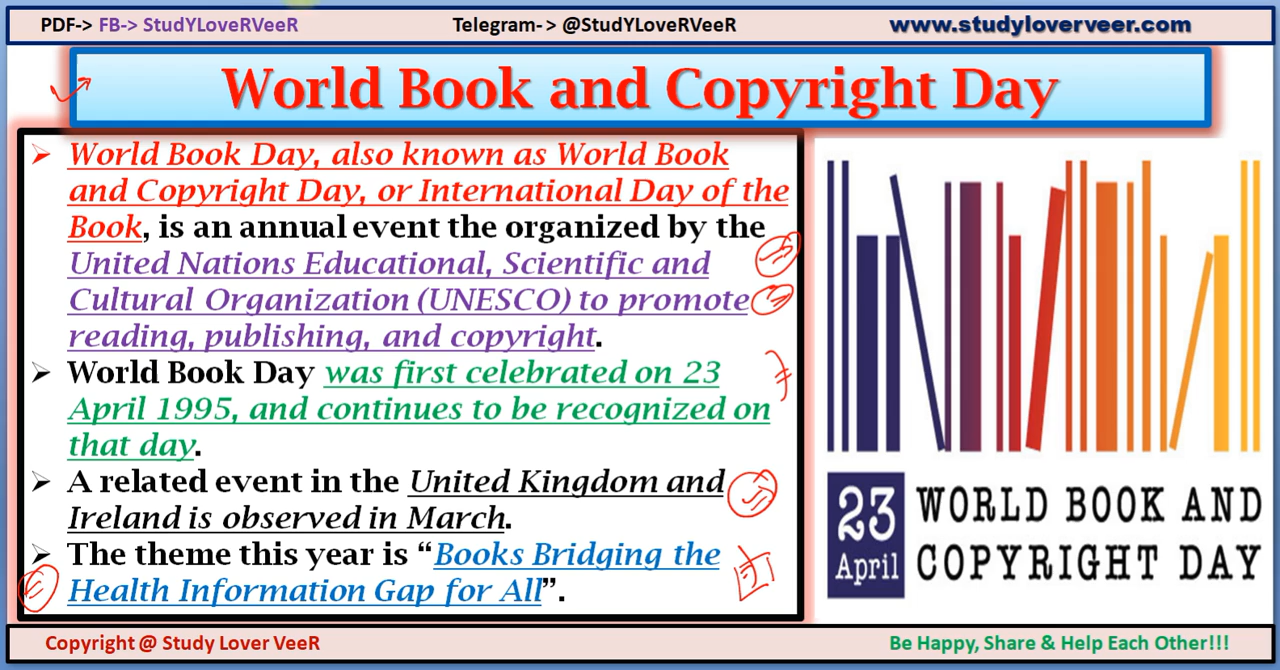 PDF-> FB-> StudYLoveRVeeR
Telegram- > @StudYLoveRVeeR
www.studyloverveer.com
World Book and Copyright Day
World Book Day, also known as World Book
and Copyright Day, or International Day of the
Book, is an annual event the organized by the
United Nations Educational, Scientific and
Cultural Organization (UNESCO) to promote
reading, publishing, and copyright.
World Book Day was first celebrated on 23
April 1995, and continues to be recognized on
that day.
A related event in the United Kingdom and
Ireland is observed in March.
The theme this year is “Books Bridging the
Health Information Gap for All”.
23
April
WORLD BOOK AND
COPYRIGHT DAY
Copyright @ Study Lover VeeR
Be Happy, Share & Help Each Other!!!